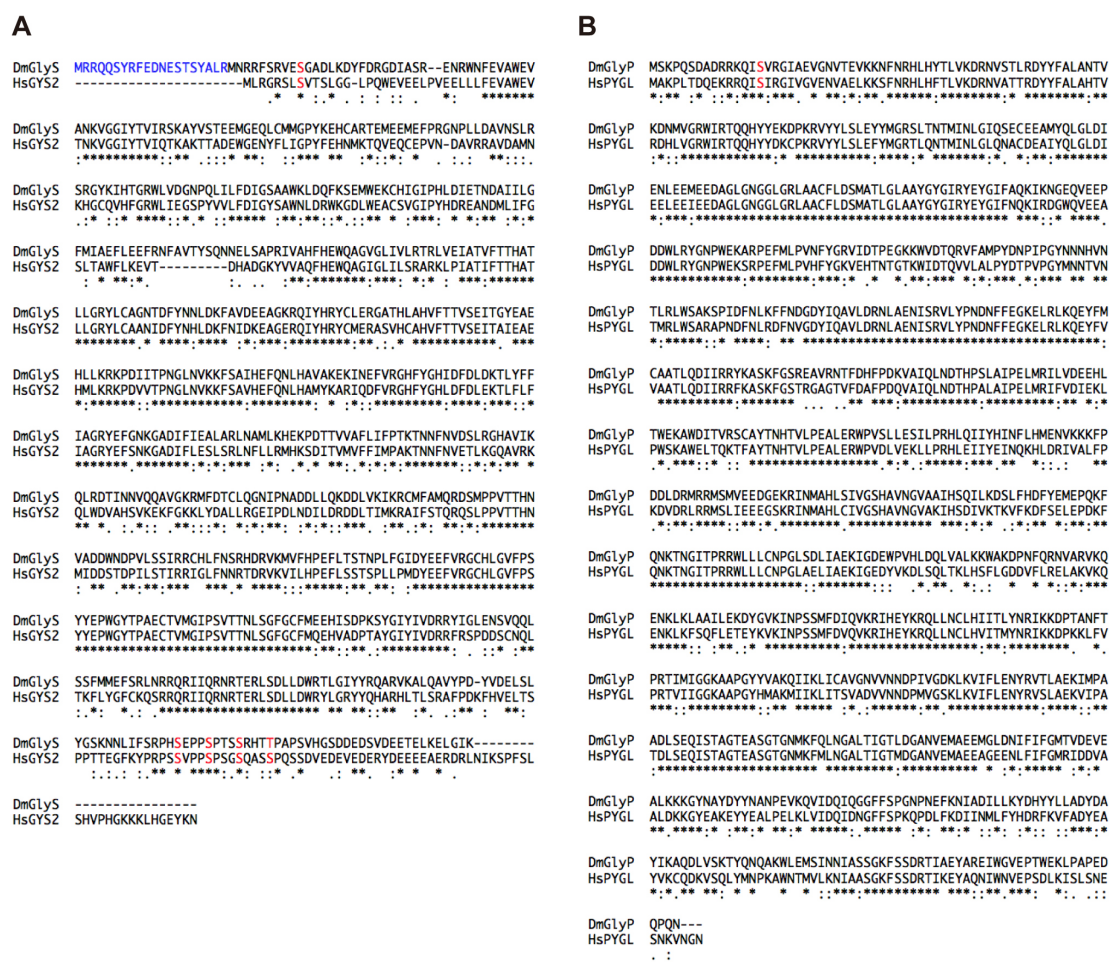 A
DmGlyS MRRQQSYRFEDNESTSYALRMNRRFSRVESGADLKDYFDRGDIASR--ENRWNFEVAWEV
HsGYS2 ----------------------MLRGRSLSVTSLGG-LPQWEVEELPVEELLLFEVAWEV
DmGlyS ANKVGGIYTVIRSKAYVSTEEMGEQLCMMGPYKEHCARTEMEEMEFPRGNPLLDAVNSLR
HsGYS2 TNKVGGIYTVIQTKAKTTADEWGENYFLIGPYFEHNMKTQVEQCEPVN-DAVRRAVDAMN
DmGlyS SRGYKIHTGRWLVDGNPQLILFDIGSAAWKLDQFKSEMWEKCHIGIPHLDIETNDAIILG
HsGYS2 KHGCQVHFGRWLIEGSPYVVLFDIGYSAWNLDRWKGDLWEACSVGIPYHDREANDMLIFG
DmGlyS FMIAEFLEEFRNFAVTYSQNNELSAPRIVAHFHEWQAGVGLIVLRTRLVEIATVFTTHAT
HsGYS2 SLTAWFLKEVT---------DHADGKYVVAQFHEWQAGIGLILSRARKLPIATIFTTHAT
DmGlyS LLGRYLCAGNTDFYNNLDKFAVDEEAGKRQIYHRYCLERGATHLAHVFTTVSEITGYEAE
HsGYS2 LLGRYLCAANIDFYNHLDKFNIDKEAGERQIYHRYCMERASVHCAHVFTTVSEITAIEAE
DmGlyS HLLKRKPDIITPNGLNVKKFSAIHEFQNLHAVAKEKINEFVRGHFYGHIDFDLDKTLYFF
HsGYS2 HMLKRKPDVVTPNGLNVKKFSAVHEFQNLHAMYKARIQDFVRGHFYGHLDFDLEKTLFLF
DmGlyS IAGRYEFGNKGADIFIEALARLNAMLKHEKPDTTVVAFLIFPTKTNNFNVDSLRGHAVIK
HsGYS2 IAGRYEFSNKGADIFLESLSRLNFLLRMHKSDITVMVFFIMPAKTNNFNVETLKGQAVRK
DmGlyS QLRDTINNVQQAVGKRMFDTCLQGNIPNADDLLQKDDLVKIKRCMFAMQRDSMPPVTTHN
HsGYS2 QLWDVAHSVKEKFGKKLYDALLRGEIPDLNDILDRDDLTIMKRAIFSTQRQSLPPVTTHN
DmGlyS VADDWNDPVLSSIRRCHLFNSRHDRVKMVFHPEFLTSTNPLFGIDYEEFVRGCHLGVFPS
HsGYS2 MIDDSTDPILSTIRRIGLFNNRTDRVKVILHPEFLSSTSPLLPMDYEEFVRGCHLGVFPS
DmGlyS YYEPWGYTPAECTVMGIPSVTTNLSGFGCFMEEHISDPKSYGIYIVDRRYIGLENSVQQL
HsGYS2 YYEPWGYTPAECTVMGIPSVTTNLSGFGCFMQEHVADPTAYGIYIVDRRFRSPDDSCNQL
DmGlyS SSFMMEFSRLNRRQRIIQRNRTERLSDLLDWRTLGIYYRQARVKALQAVYPD-YVDELSL
HsGYS2 TKFLYGFCKQSRRQRIIQRNRTERLSDLLDWRYLGRYYQHARHLTLSRAFPDKFHVELTS
DmGlyS YGSKNNLIFSRPHSEPPSPTSSRHTTPAPSVHGSDDEDSVDEETELKELGIK--------
HsGYS2 PPTTEGFKYPRPSSVPPSPSGSQASSPQSSDVEDEVEDERYDEEEEAERDRLNIKSPFSL
DmGlyS ----------------
HsGYS2 SHVPHGKKKLHGEYKN
B
DmGlyP MSKPQSDADRRKQISVRGIAEVGNVTEVKKNFNRHLHYTLVKDRNVSTLRDYYFALANTV
HsPYGL MAKPLTDQEKRRQISIRGIVGVENVAELKKSFNRHLHFTLVKDRNVATTRDYYFALAHTV
DmGlyP KDNMVGRWIRTQQHYYEKDPKRVYYLSLEYYMGRSLTNTMINLGIQSECEEAMYQLGLDI
HsPYGL RDHLVGRWIRTQQHYYDKCPKRVYYLSLEFYMGRTLQNTMINLGLQNACDEAIYQLGLDI
DmGlyP ENLEEMEEDAGLGNGGLGRLAACFLDSMATLGLAAYGYGIRYEYGIFAQKIKNGEQVEEP
HsPYGL EELEEIEEDAGLGNGGLGRLAACFLDSMATLGLAAYGYGIRYEYGIFNQKIRDGWQVEEA
DmGlyP DDWLRYGNPWEKARPEFMLPVNFYGRVIDTPEGKKWVDTQRVFAMPYDNPIPGYNNNHVN
HsPYGL DDWLRYGNPWEKSRPEFMLPVHFYGKVEHTNTGTKWIDTQVVLALPYDTPVPGYMNNTVN
DmGlyP TLRLWSAKSPIDFNLKFFNDGDYIQAVLDRNLAENISRVLYPNDNFFEGKELRLKQEYFM
HsPYGL TMRLWSARAPNDFNLRDFNVGDYIQAVLDRNLAENISRVLYPNDNFFEGKELRLKQEYFV
DmGlyP CAATLQDIIRRYKASKFGSREAVRNTFDHFPDKVAIQLNDTHPSLAIPELMRILVDEEHL
HsPYGL VAATLQDIIRRFKASKFGSTRGAGTVFDAFPDQVAIQLNDTHPALAIPELMRIFVDIEKL
DmGlyP TWEKAWDITVRSCAYTNHTVLPEALERWPVSLLESILPRHLQIIYHINFLHMENVKKKFP
HsPYGL PWSKAWELTQKTFAYTNHTVLPEALERWPVDLVEKLLPRHLEIIYEINQKHLDRIVALFP
DmGlyP DDLDRMRRMSMVEEDGEKRINMAHLSIVGSHAVNGVAAIHSQILKDSLFHDFYEMEPQKF
HsPYGL KDVDRLRRMSLIEEEGSKRINMAHLCIVGSHAVNGVAKIHSDIVKTKVFKDFSELEPDKF
DmGlyP QNKTNGITPRRWLLLCNPGLSDLIAEKIGDEWPVHLDQLVALKKWAKDPNFQRNVARVKQ
HsPYGL QNKTNGITPRRWLLLCNPGLAELIAEKIGEDYVKDLSQLTKLHSFLGDDVFLRELAKVKQ
DmGlyP ENKLKLAAILEKDYGVKINPSSMFDIQVKRIHEYKRQLLNCLHIITLYNRIKKDPTANFT
HsPYGL ENKLKFSQFLETEYKVKINPSSMFDVQVKRIHEYKRQLLNCLHVITMYNRIKKDPKKLFV
DmGlyP PRTIMIGGKAAPGYYVAKQIIKLICAVGNVVNNDPIVGDKLKVIFLENYRVTLAEKIMPA
HsPYGL PRTVIIGGKAAPGYHMAKMIIKLITSVADVVNNDPMVGSKLKVIFLENYRVSLAEKVIPA
DmGlyP ADLSEQISTAGTEASGTGNMKFQLNGALTIGTLDGANVEMAEEMGLDNIFIFGMTVDEVE
HsPYGL TDLSEQISTAGTEASGTGNMKFMLNGALTIGTMDGANVEMAEEAGEENLFIFGMRIDDVA
DmGlyP ALKKKGYNAYDYYNANPEVKQVIDQIQGGFFSPGNPNEFKNIADILLKYDHYYLLADYDA
HsPYGL ALDKKGYEAKEYYEALPELKLVIDQIDNGFFSPKQPDLFKDIINMLFYHDRFKVFADYEA
DmGlyP YIKAQDLVSKTYQNQAKWLEMSINNIASSGKFSSDRTIAEYAREIWGVEPTWEKLPAPED
HsPYGL YVKCQDKVSQLYMNPKAWNTMVLKNIAASGKFSSDRTIKEYAQNIWNVEPSDLKISLSNE
DmGlyP QPQN---
HsPYGL SNKVNGN